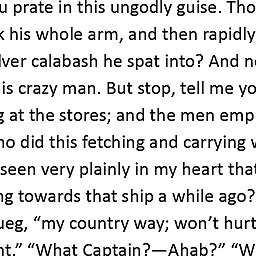 u prate in this ungodly guise. Tho
k his whole arm, and then rapidly
lver calabash he spat into? And n
is crazy man. But stop, tell me yo
g at the stores; and the men emp
ho did this fetching and carrying
seen very plainly in my heart that
ng towards that ship a while ago?
ueg, “my country way; won’t hurt
nt.” “What Captain?—Ahab?” “W